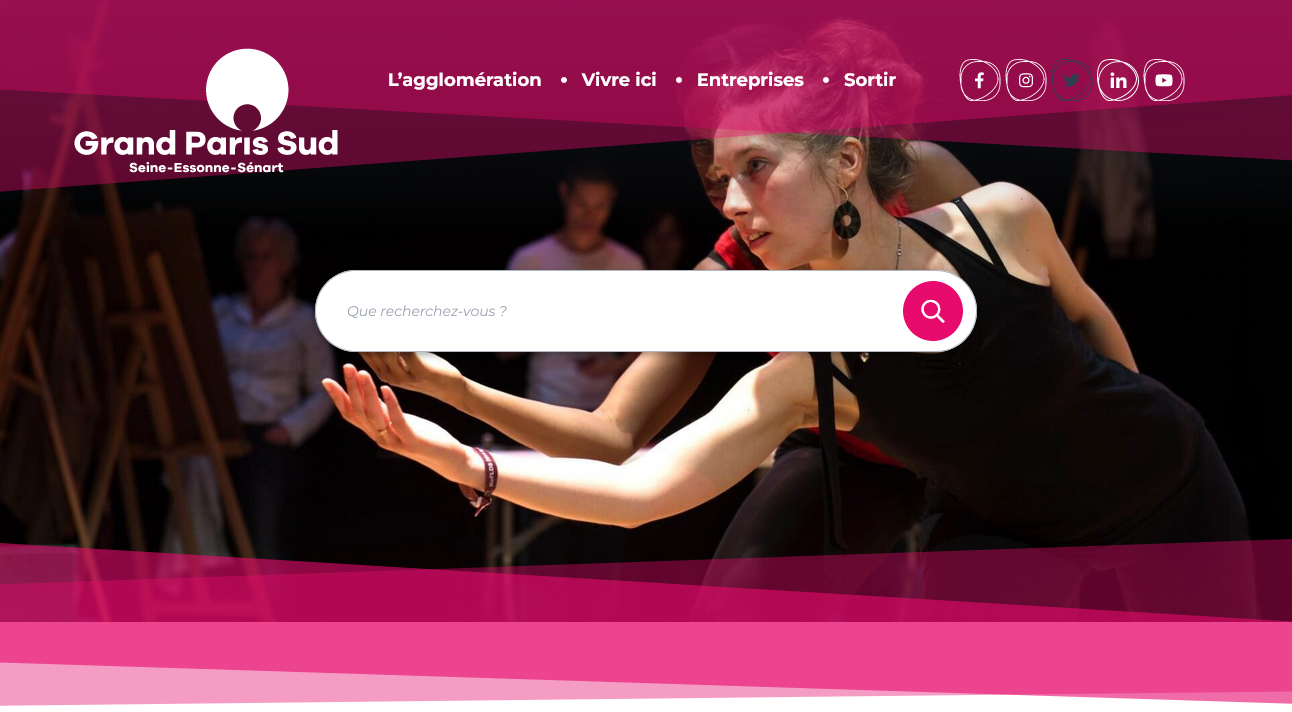 L’agglomération • Vivre ici • Entreprises • Sortir
Grand Paris Sud
Seine-Essonne-Sénart
Que recherchez-vous ?